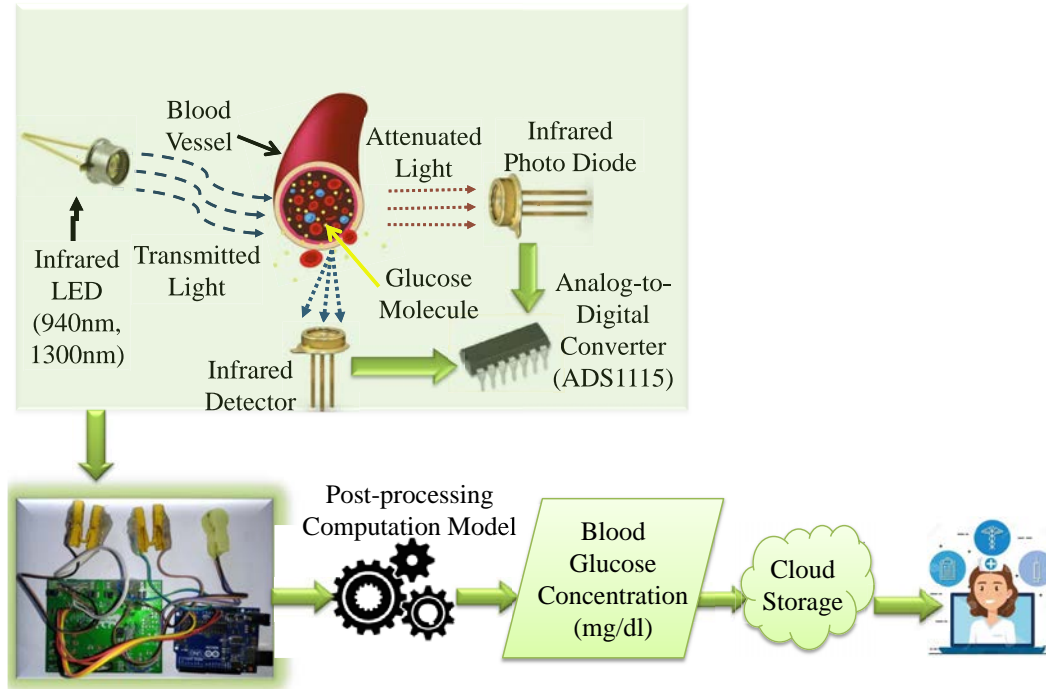 Blood
Vessel
Attenuated
Light
Infrared
Photo Diode
Infrared
LED
(940nm,
1300nm)
Transmitted
Light
Glucose
Molecule
Analog-to-
Digital
Converter
(ADS1115)
Infrared
Detector
Post-processing
Computation Model
Blood
Glucose
Concentration
(mg/dl)
Cloud
Storage